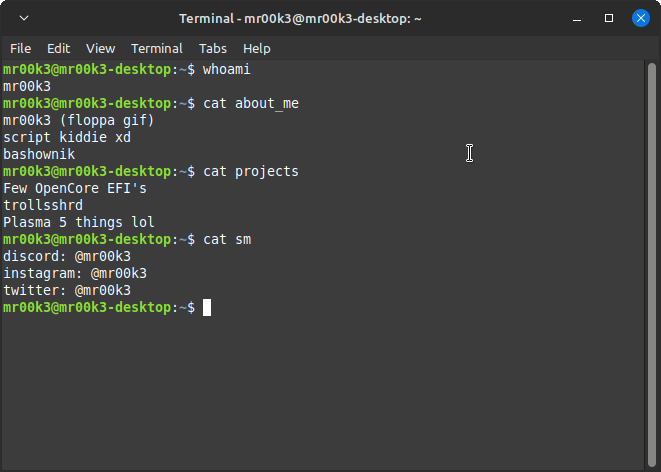 Terminal - mr00k3@mr00k3-desktop: ~
File Edit View Terminal Tabs Help
mr00k3@mr00k3-desktop:~$ whoami
mr00k3
mr00k3@mr00k3-desktop:~$ cat about_me
mr00k3 (floppa gif)
script kiddie xd
bashownik
mr00k3@mr00k3-desktop:~$ cat projects
Few OpenCore EFI's
trollsshrd
Plasma 5 things lol
mr00k3@mr00k3-desktop:~$ cat sm
discord: @mr00k3
instagram: @mr00k3
twitter: @mr00k3
mr00k3@mr00k3-desktop:~$